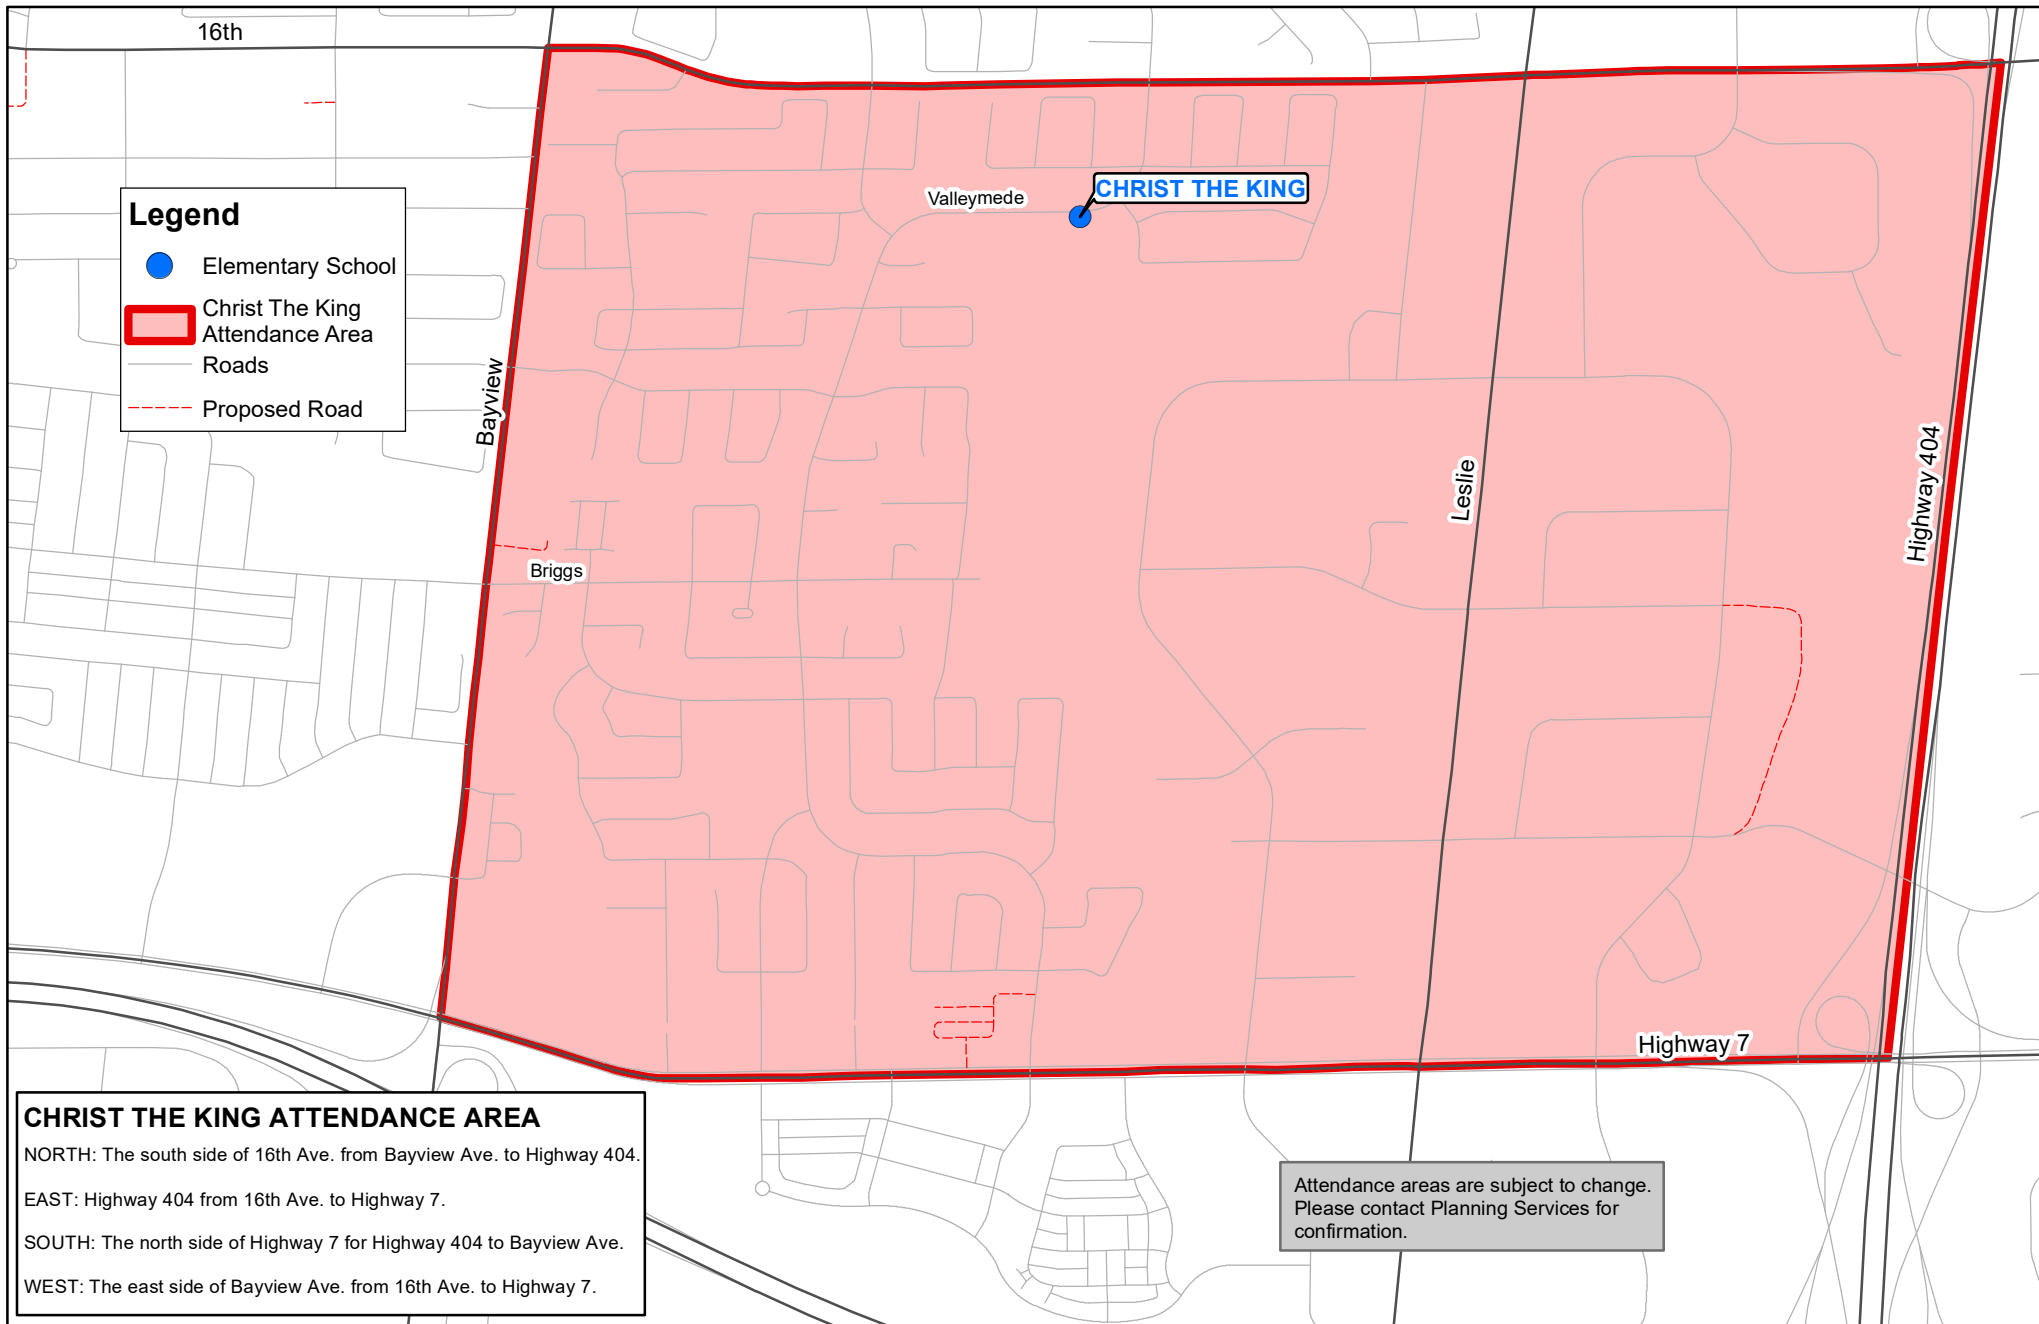 16th
Valleymede
CHRIST THE KING
Legend
Elementary School
Christ The King
Attendance Area
Roads
Proposed Road
Bayview
Leslie
Highway 404
Briggs
Highway 7
CHRIST THE KING ATTENDANCE AREA
NORTH: The south side of 16th Ave. from Bayview Ave. to Highway 404.
EAST: Highway 404 from 16th Ave. to Highway 7.
SOUTH: The north side of Highway 7 for Highway 404 to Bayview Ave.
WEST: The east side of Bayview Ave. from 16th Ave. to Highway 7.
Attendance areas are subject to change.
Please contact Planning Services for
confirmation.